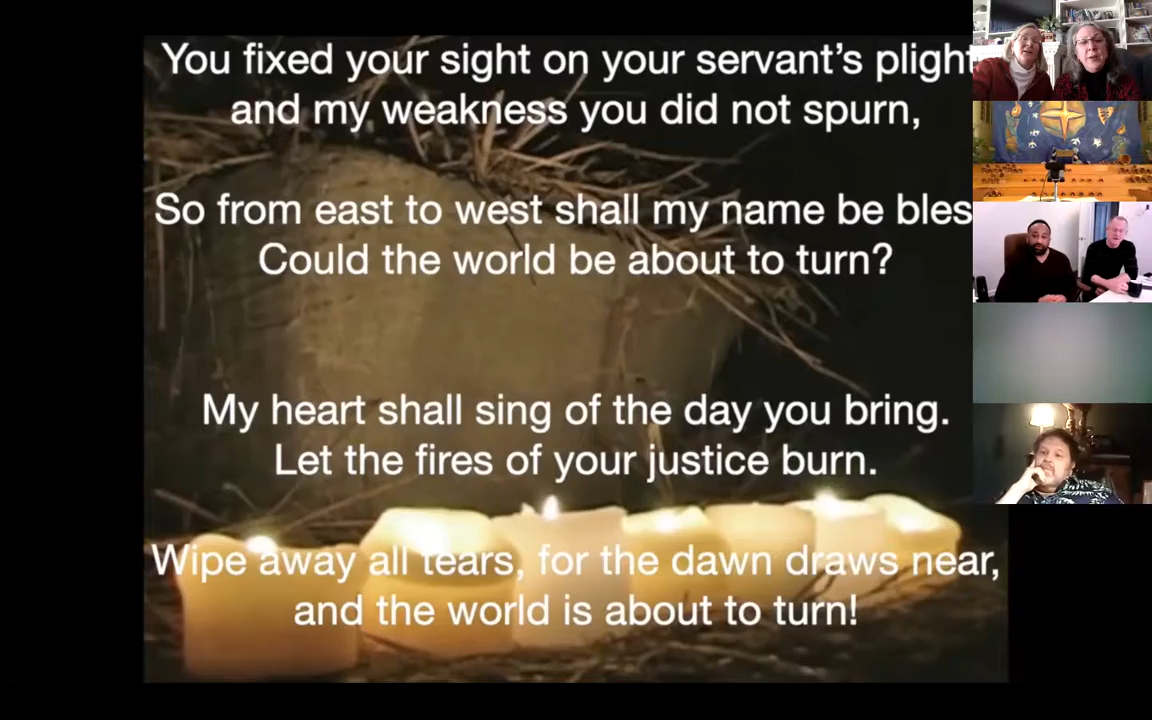 You fixed your sight on your servant’s plight
and my weakness you did not spurn,
So from east to west shall my name be bles
Could the world be about to turn?
My heart shall sing of the day you bring.
Let the fires of your justice burn.
Wipe away all tears, for the dawn draws near,
and the world is about to turn!